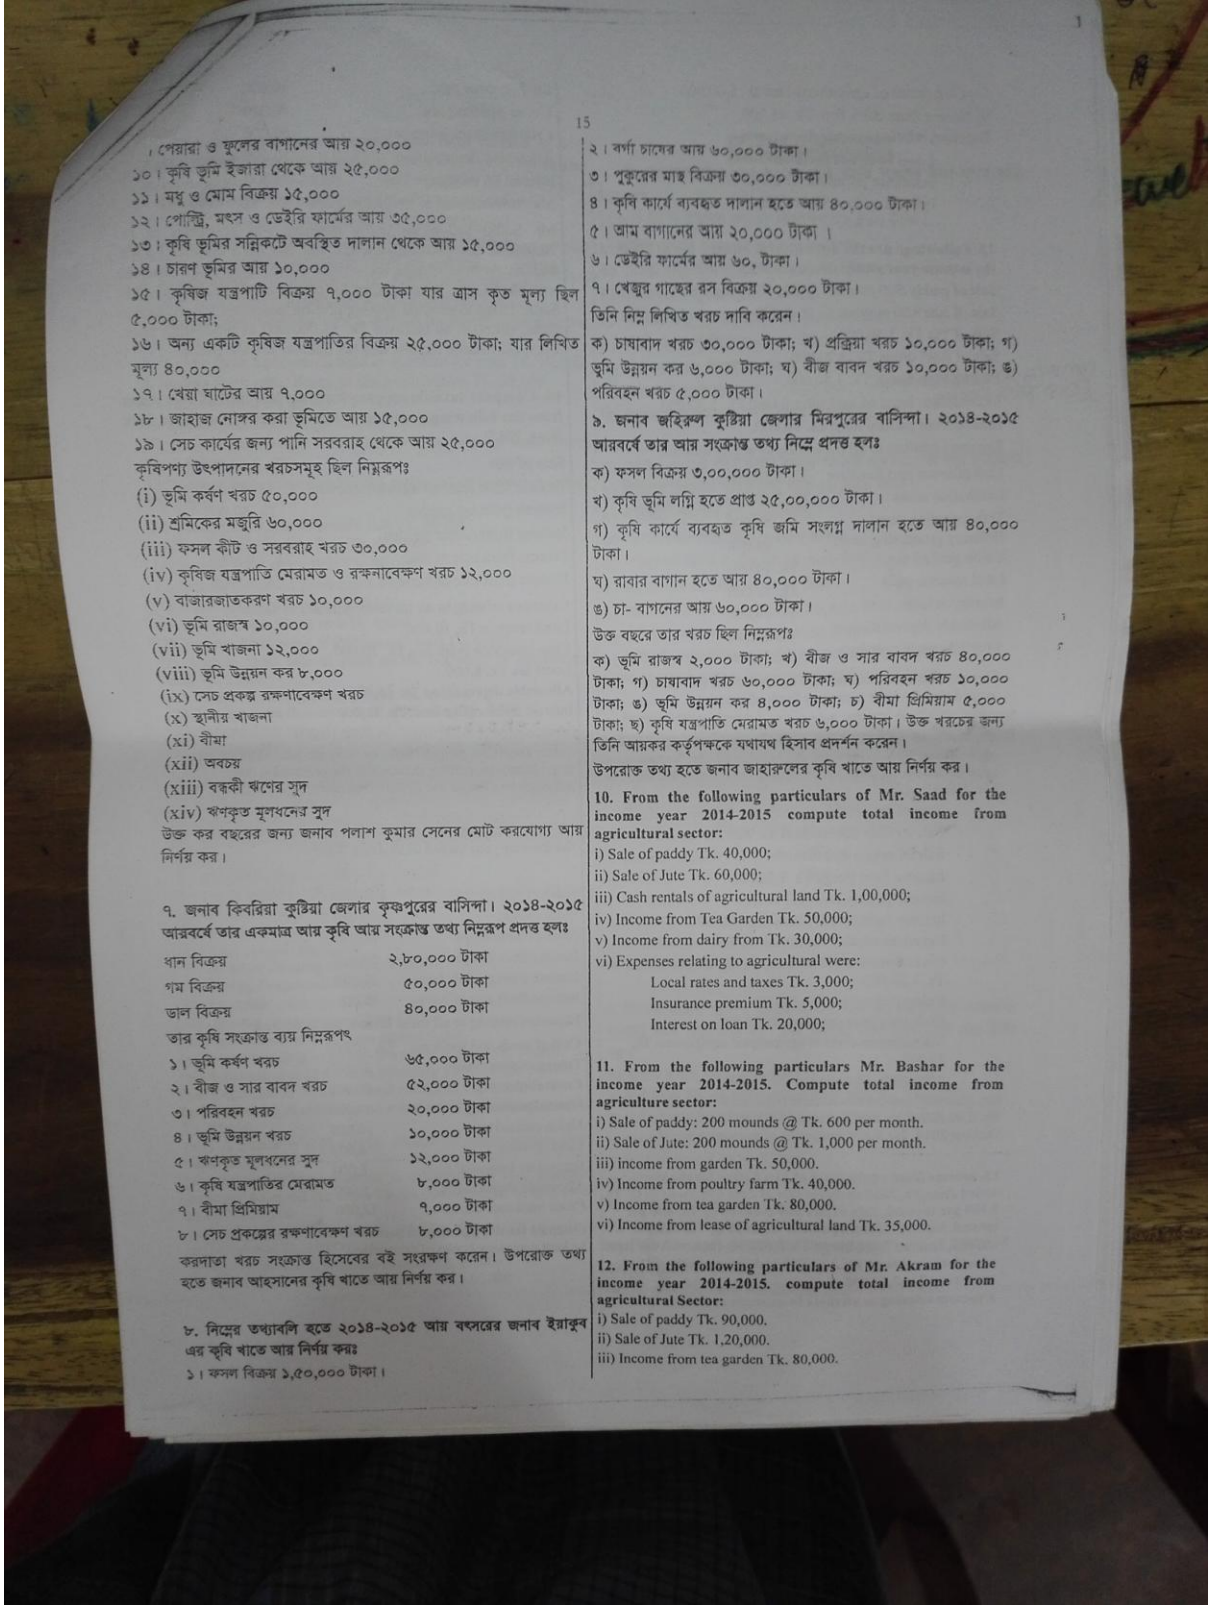 15
1
। পেয়ারা ও ফুলের বাগানের আয় ২০,০০০
১০। কৃষি ভূমি ইজারা থেকে আয় ২৫,০০০
১১। মধু ও মোম বিক্রয় ১৫,০০০
১২। পোল্ট্রি, মৎস ও ডেইরি ফার্মের আয় ৩৫,০০০
১৩। কৃষি ভূমির সন্নিকটে অবস্থিত দালান থেকে আয় ১৫,০০০
১৪। চারণ ভূমির আয় ১০,০০০
১৫। কৃষিজ যন্ত্রপাটি বিক্রয় ৭,০০০ টাকা যার ত্রাস কৃত মূল্য ছিল
৫,০০০ টাকা;
১৬। অন্য একটি কৃষিজ যন্ত্রপাতির বিক্রয় ২৫,০০০ টাকা; যার লিখিত
মূল্য ৪০,০০০
১৭। খেয়া ঘাটের আয় ৭,০০০
১৮। জাহাজ নোঙ্গর করা ভূমিতে আয় ১৫,০০০
১৯। সেচ কার্যের জন্য পানি সরবরাহ থেকে আয় ২৫,০০০
কৃষিপণ্য উৎপাদনের খরচসমূহ ছিল নিম্নরূপঃ
(i) ভূমি কর্ষণ খরচ ৫০,০০০
(ii) শ্রমিকের মজুরি ৬০,০০০
(iii) ফসল কীট ও সরবরাহ খরচ ৩০,০০০
(iv) কৃষিজ যন্ত্রপাতি মেরামত ও রক্ষনাবেক্ষণ খরচ ১২,০০০
(v) বাজারজাতকরণ খরচ ১০,০০০
(vi) ভূমি রাজস্ব ১০,০০০
(vii) ভূমি খাজনা ১২,০০০
(viii) ভূমি উন্নয়ন কর ৮,০০০
(ix) সেচ প্রকল্প রক্ষণাবেক্ষণ খরচ
(x) স্থানীয় খাজনা
(xi) বীমা
(xii) অবচয়
(xiii) বন্ধকী ঋণের সুদ
(xiv) ঋণকৃত মূলধনের সুদ
উক্ত কর বছরের জন্য জনাব পলাশ কুমার সেনের মোট করযোগ্য আয়
নির্ণয় কর।
৭. জনাব কিবরিয়া কুষ্টিয়া জেলার কৃষ্ণপুরের বাসিন্দা। ২০১৪-২০১৫
আয়বর্ষে তার একমাত্র আয় কৃষি আয় সংক্রান্ত তথ্য নিম্নরূপ প্রদত্ত হলঃ
ধান বিক্রয় ২,৮০,০০০ টাকা
গম বিক্রয় ৫০,০০০ টাকা
ডাল বিক্রয় ৪০,০০০ টাকা
তার কৃষি সংক্রান্ত ব্যয় নিম্নরূপৎ
১। ভূমি কর্ষণ খরচ ৬৫,০০০ টাকা
২। বীজ ও সার বাবদ খরচ ৫২,০০০ টাকা
৩। পরিবহন খরচ ২০,০০০ টাকা
৪। ভূমি উন্নয়ন খরচ ১০,০০০ টাকা
৫। ঋণকৃত মূলধনের সুদ ১২,০০০ টাকা
৬। কৃষি যন্ত্রপাতির মেরামত ৮,০০০ টাকা
৭। বীমা প্রিমিয়াম ৭,০০০ টাকা
৮। সেচ প্রকল্পের রক্ষণাবেক্ষণ খরচ ৮,০০০ টাকা
করদাতা খরচ সংক্রান্ত হিসেবের বই সংরক্ষণ করেন। উপরোক্ত তথ্য
হতে জনাব আহসানের কৃষি খাতে আয় নির্ণয় কর।
৮. নিম্নের তথ্যাবলি হতে ২০১৪-২০১৫ আয় বৎসরের জনাব ইয়াকুব
এর কৃষি খাতে আয় নির্ণয় করঃ
১। ফসল বিক্রয় ১,৫০,০০০ টাকা।
২। বর্গা চাষের আয় ৬০,০০০ টাকা।
৩। পুকুরের মাছ বিক্রয় ৩০,০০০ টাকা।
৪। কৃষি কার্যে ব্যবহৃত দালান হতে আয় ৪০,০০০ টাকা।
৫। আম বাগানের আয় ২০,০০০ টাকা ।
৬। ডেইরি ফার্মের আয় ৬০, টাকা।
৭। খেজুর গাছের রস বিক্রয় ২০,০০০ টাকা।
তিনি নিম্ন লিখিত খরচ দাবি করেন।
ক) চাষাবাদ খরচ ৩০,০০০ টাকা; খ) প্রক্রিয়া খরচ ১০,০০০ টাকা; গ)
ভূমি উন্নয়ন কর ৬,০০০ টাকা; ঘ) বীজ বাবদ খরচ ১০,০০০ টাকা; ঙ)
পরিবহন খরচ ৫,০০০ টাকা।
৯. জনাব জহিরুল কুষ্টিয়া জেলার মিরপুরের বাসিন্দা। ২০১৪-২০১৫
আয়বর্ষে তার আয় সংক্রান্ত তথ্য নিম্নে প্রদত্ত হলঃ
ক) ফসল বিক্রয় ৩,০০,০০০ টাকা।
খ) কৃষি ভূমি লগ্নি হতে প্রাপ্ত ২৫,০০,০০০ টাকা।
গ) কৃষি কার্যে ব্যবহৃত কৃষি জমি সংলগ্ন দালান হতে আয় ৪০,০০০
টাকা।
ঘ) রাবার বাগান হতে আয় ৪০,০০০ টাকা।
ঙ) চা- বাগনের আয় ৬০,০০০ টাকা।
উক্ত বছরে তার খরচ ছিল নিম্নরূপঃ
ক) ভূমি রাজস্ব ২,০০০ টাকা; খ) বীজ ও সার বাবদ খরচ ৪০,০০০
টাকা; গ) চাষাবাদ খরচ ৬০,০০০ টাকা; ঘ) পরিবহন খরচ ১০,০০০
টাকা; ঙ) ভূমি উন্নয়ন কর ৪,০০০ টাকা; চ) বীমা প্রিমিয়াম ৫,০০০
টাকা; ছ) কৃষি যন্ত্রপাতি মেরামত খরচ ৬,০০০ টাকা। উক্ত খরচের জন্য
তিনি আয়কর কর্তৃপক্ষকে যথাযথ হিসাব প্রদর্শন করেন।
উপরোক্ত তথ্য হতে জনাব জাহারুলের কৃষি খাতে আয় নির্ণয় কর।
10. From the following particulars of Mr. Saad for the
income year 2014-2015 compute total income from
agricultural sector:
i) Sale of paddy Tk. 40,000;
ii) Sale of Jute Tk. 60,000;
iii) Cash rentals of agricultural land Tk. 1,00,000;
iv) Income from Tea Garden Tk. 50,000;
v) Income from dairy from Tk. 30,000;
vi) Expenses relating to agricultural were:
Local rates and taxes Tk. 3,000;
Insurance premium Tk. 5,000;
Interest on loan Tk. 20,000;
11. From the following particulars Mr. Bashar for the
income year 2014-2015. Compute total income from
agriculture sector:
i) Sale of paddy: 200 mounds @ Tk. 600 per month.
ii) Sale of Jute: 200 mounds @ Tk. 1,000 per month.
iii) income from garden Tk. 50,000.
iv) Income from poultry farm Tk. 40,000.
v) Income from tea garden Tk. 80,000.
vi) Income from lease of agricultural land Tk. 35,000.
12. From the following particulars of Mr. Akram for the
income year 2014-2015. compute total income from
agricultural Sector:
i) Sale of paddy Tk. 90,000.
ii) Sale of Jute Tk. 1,20,000.
iii) Income from tea garden Tk. 80,000.